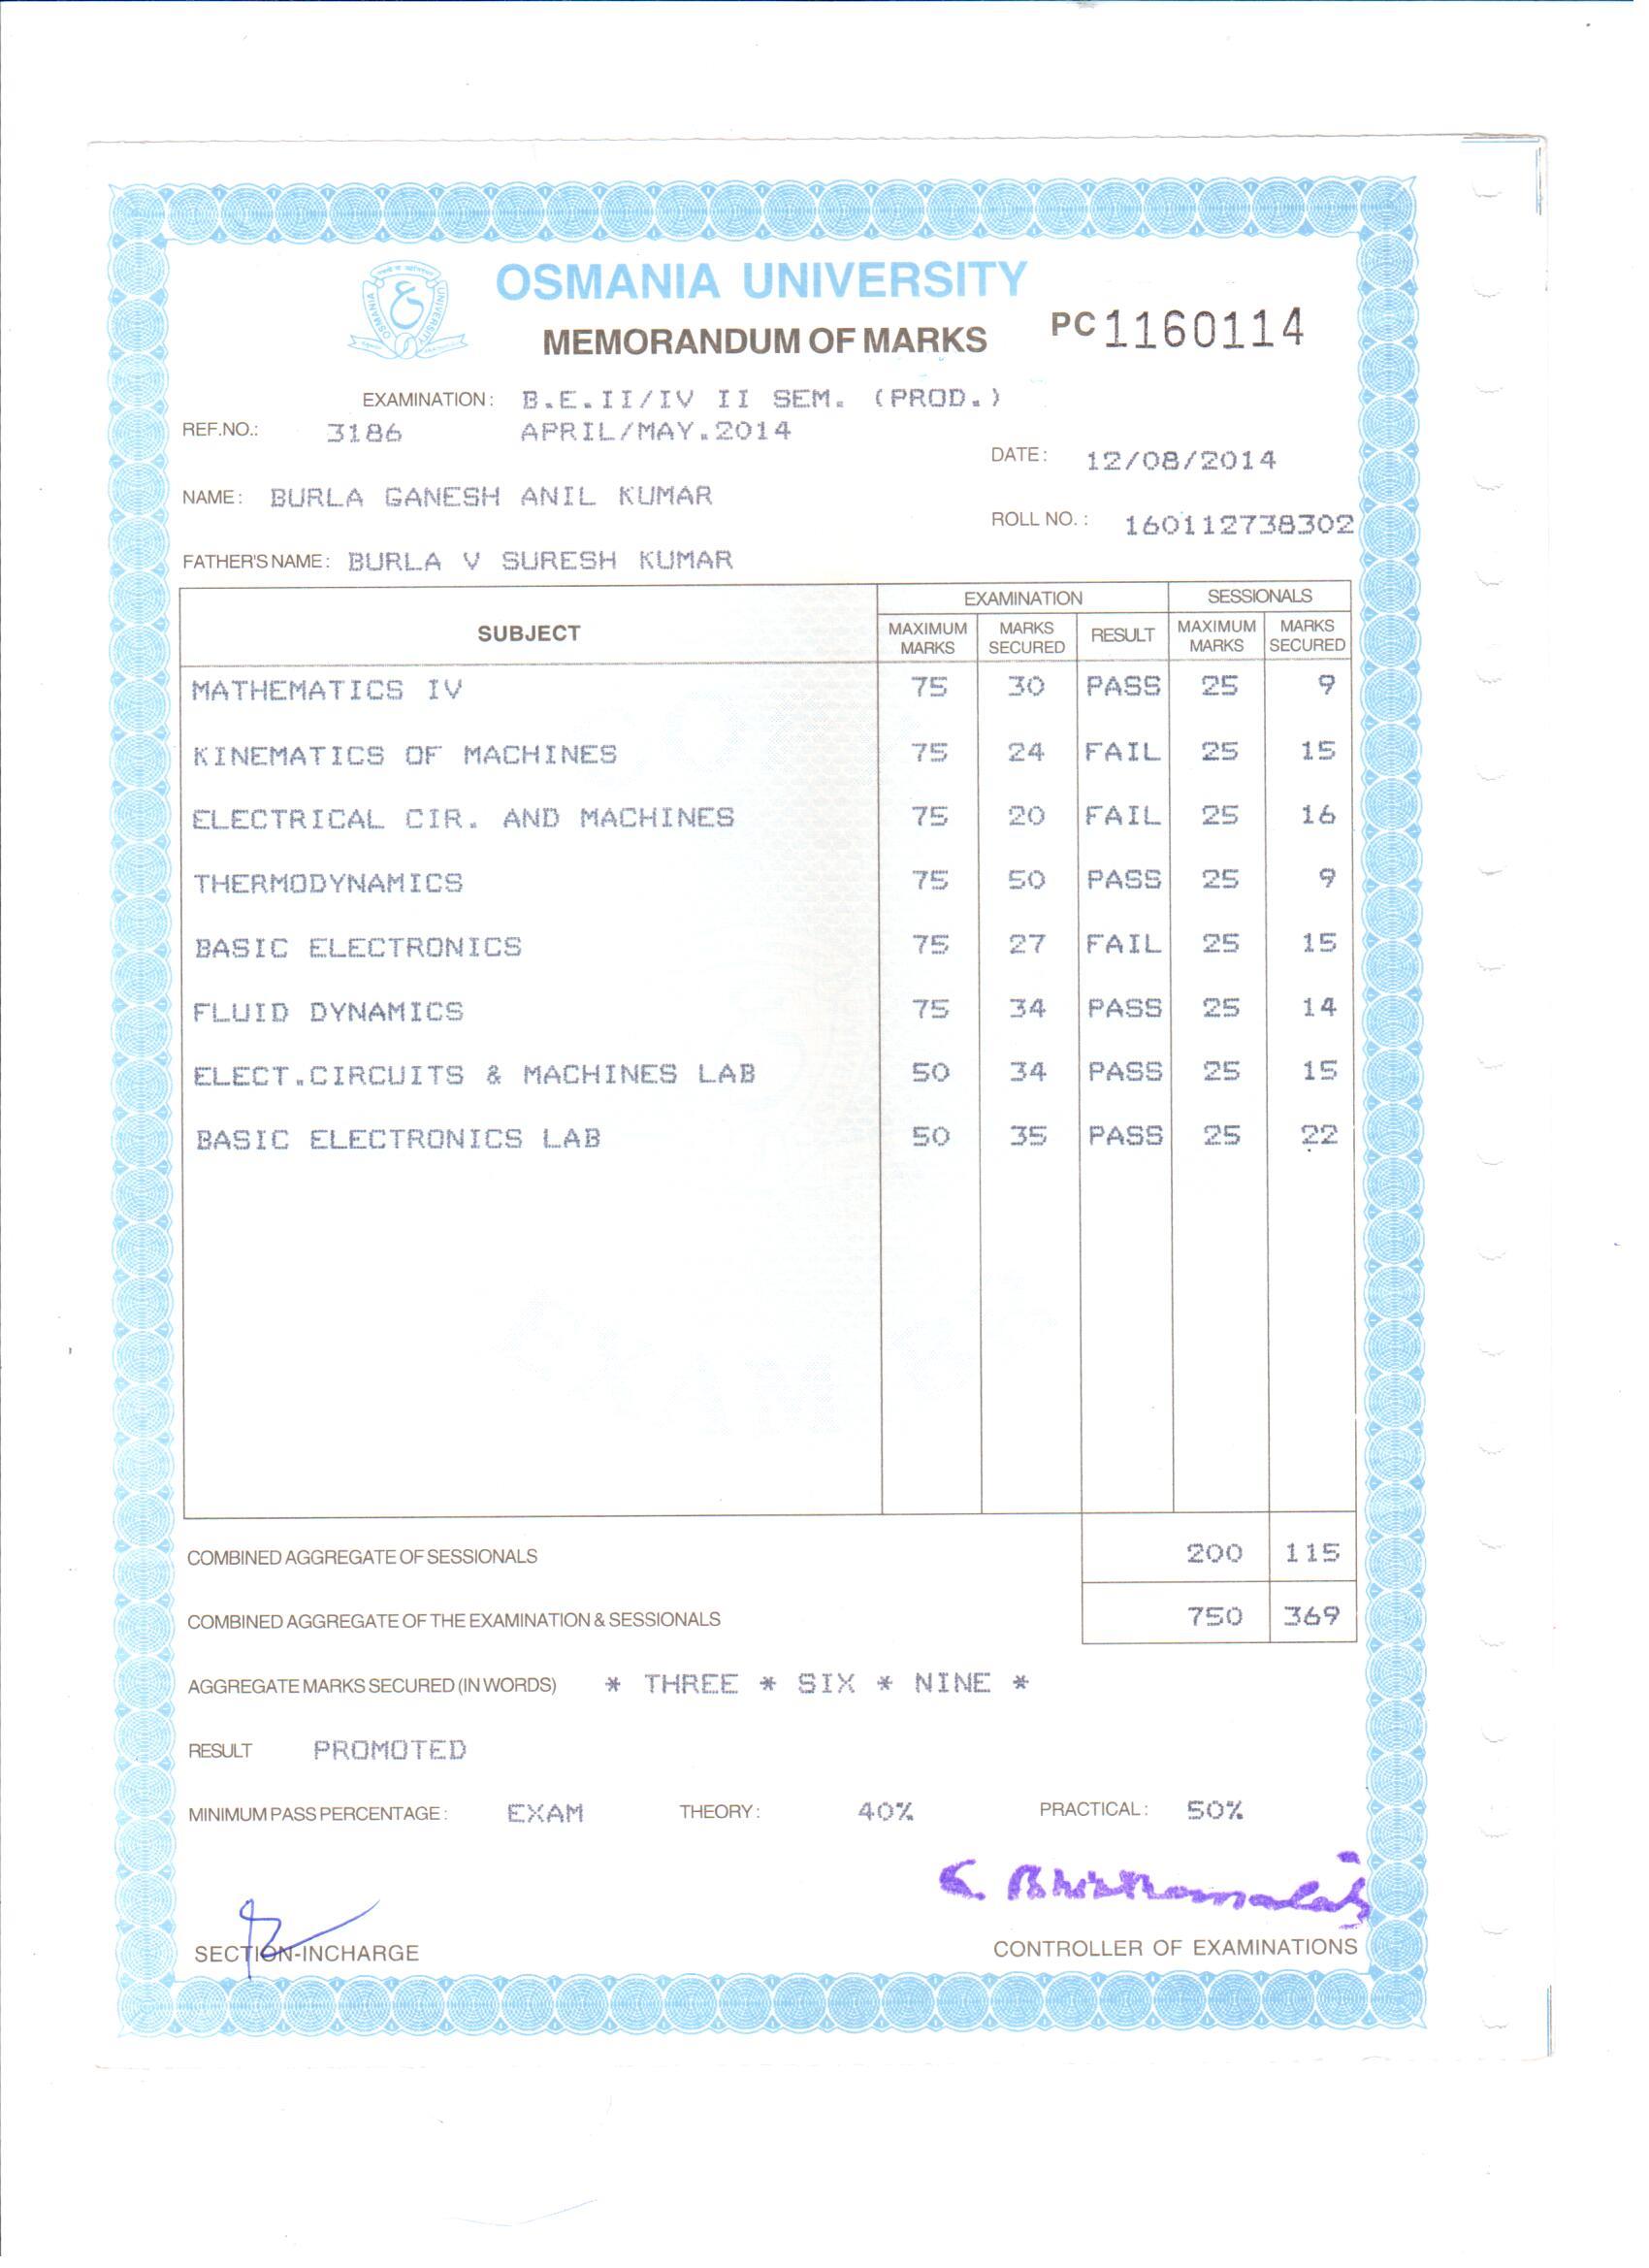 OSMANIA UNIVERSITY
MEMORANDUM OF MARKS
PC 1160114
EXAMINATION: B.E.II/IV II SEM. (PROD.)
REF.NO.: 3186 APRIL/MAY.2014
DATE: 12/08/2014
NAME: BURLA GANESH ANIL KUMAR
ROLL NO.: 160112738302
FATHER'S NAME: BURLA V SURESH KUMAR
SUBJECT EXAMINATION SESSIONALS
MAXIMUM MARKS MARKS SECURED RESULT MAXIMUM MARKS MARKS SECURED
MATHEMATICS IV 75 30 PASS 25 9
KINEMATICS OF MACHINES 75 24 FAIL 25 15
ELECTRICAL CIR. AND MACHINES 75 20 FAIL 25 16
THERMODYNAMICS 75 50 PASS 25 9
BASIC ELECTRONICS 75 27 FAIL 25 15
FLUID DYNAMICS 75 34 PASS 25 14
ELECT.CIRCUITS & MACHINES LAB 50 34 PASS 25 15
BASIC ELECTRONICS LAB 50 35 PASS 25 22
COMBINED AGGREGATE OF SESSIONALS 200 115
COMBINED AGGREGATE OF THE EXAMINATION & SESSIONALS 750 369
AGGREGATE MARKS SECURED (IN WORDS) * THREE * SIX * NINE *
RESULT PROMOTED
MINIMUM PASS PERCENTAGE: EXAM THEORY: 40% PRACTICAL: 50%
SECTION-INCHARGE CONTROLLER OF EXAMINATIONS